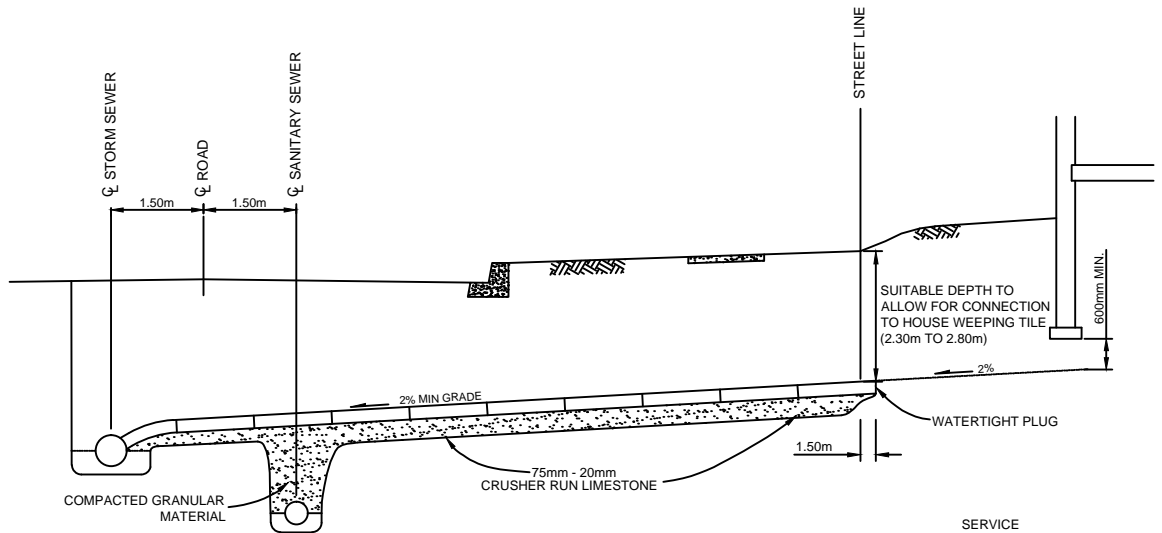 ℄ STORM SEWER
℄ ROAD
℄ SANITARY SEWER
STREET LINE
1.50m
1.50m
600mm MIN.
SUITABLE DEPTH TO
ALLOW FOR CONNECTION
TO HOUSE WEEPING TILE
(2.30m TO 2.80m)
2%
2% MIN GRADE
WATERTIGHT PLUG
1.50m
75mm - 20mm
CRUSHER RUN LIMESTONE
COMPACTED GRANULAR
MATERIAL
SERVICE